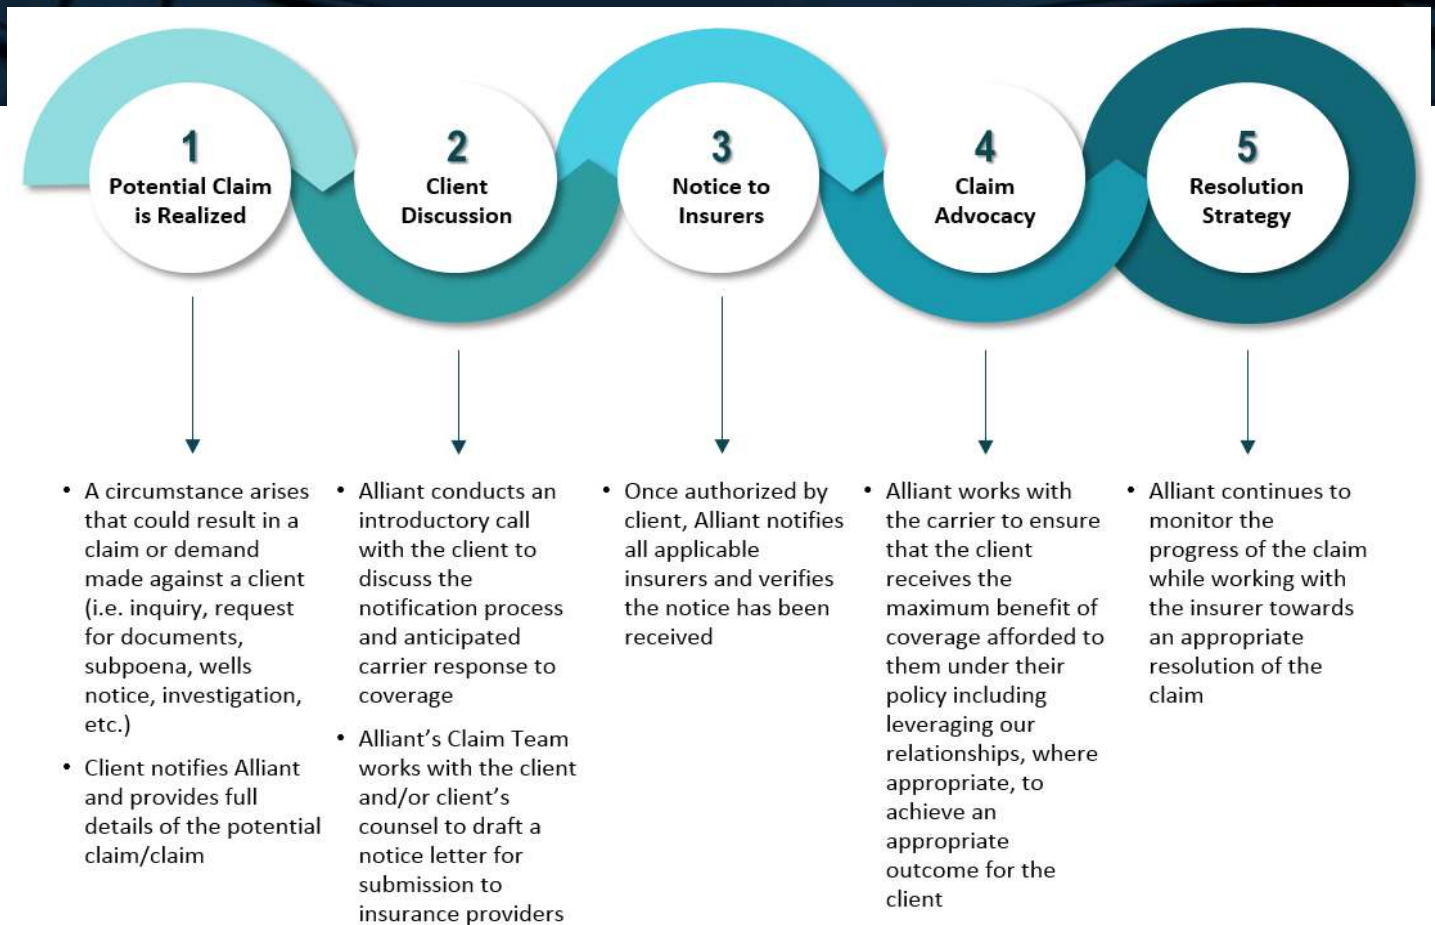 1
Potential Claim
is Realized
2
Client
Discussion
3
Notice to
Insurers
4
Claim
Advocacy
5
Resolution
Strategy
• A circumstance arises
that could result in a
claim or demand
made against a client
(i.e. inquiry, request
for documents,
subpoena, wells
notice, investigation,
etc.)
• Client notifies Alliant
and provides full
details of the potential
claim/claim
• Alliant conducts an
introductory call
with the client to
discuss the
notification process
and anticipated
carrier response to
coverage
• Alliant’s Claim Team
works with the client
and/or client’s
counsel to draft a
notice letter for
submission to
insurance providers
• Once authorized by
client, Alliant notifies
all applicable
insurers and verifies
the notice has been
received
• Alliant works with
the carrier to ensure
that the client
receives the
maximum benefit of
coverage afforded to
them under their
policy including
leveraging our
relationships, where
appropriate, to
achieve an
appropriate
outcome for the
client
• Alliant continues to
monitor the
progress of the claim
while working with
the insurer towards
an appropriate
resolution of the
claim